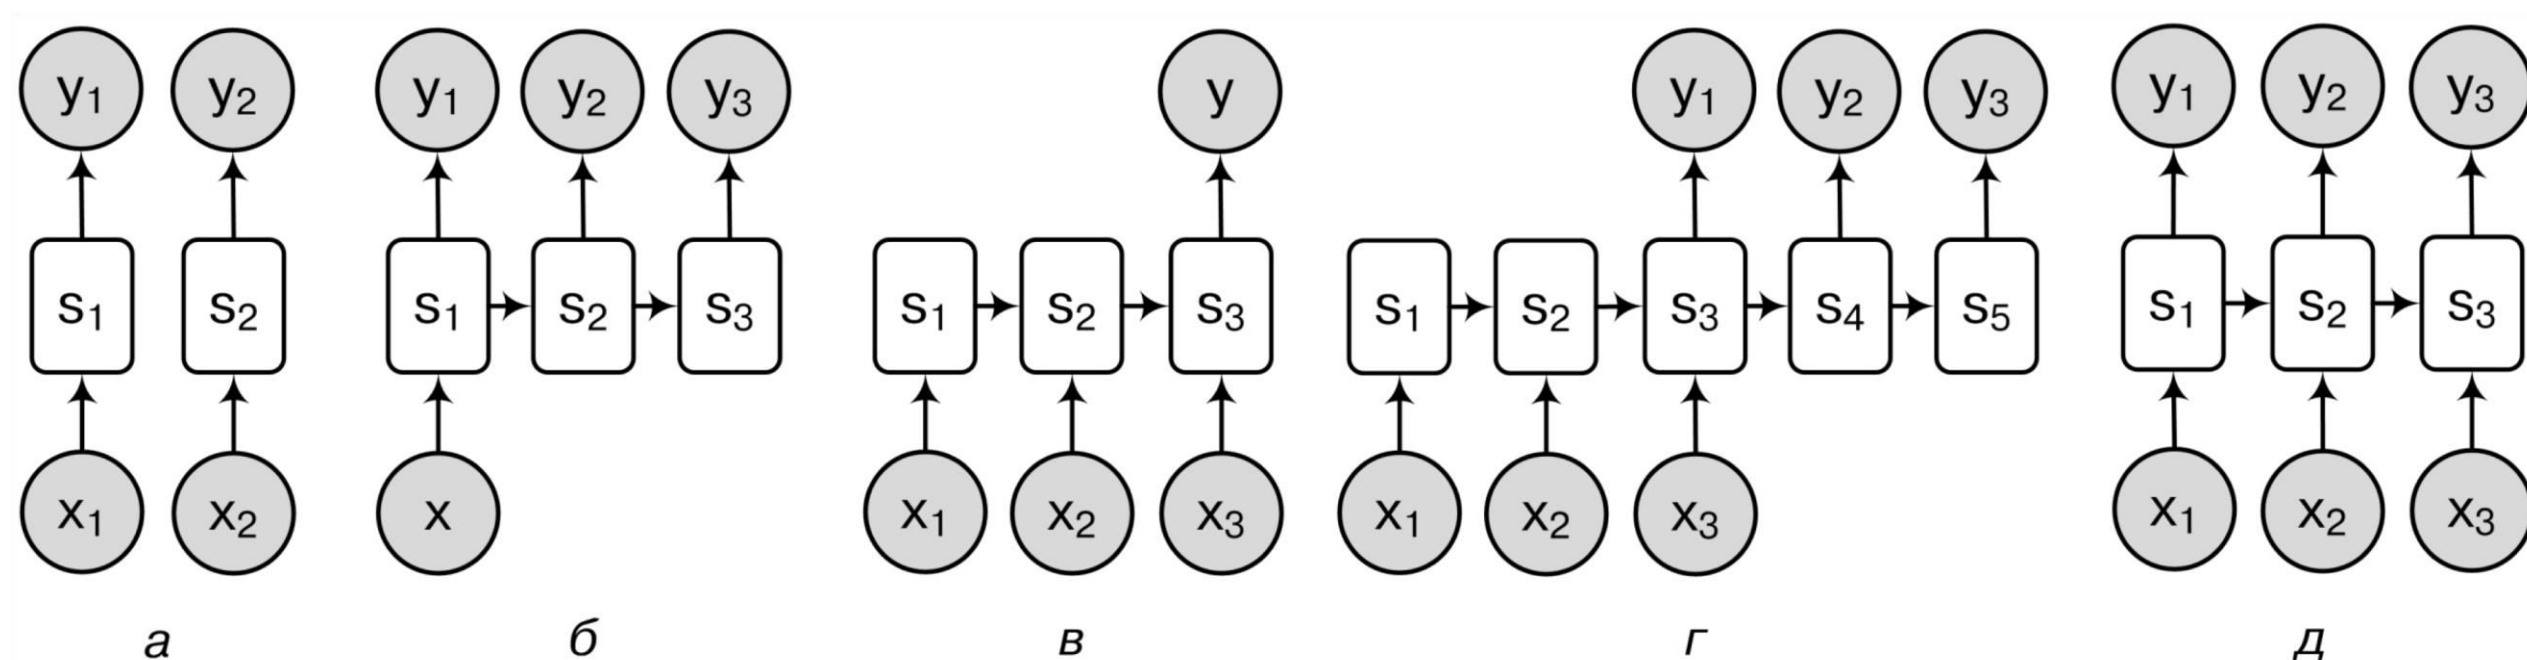 y1 y2 y1 y2 y3 y y1 y2 y3 y1 y2 y3
s1 s2 s1 s2 s3 s1 s2 s3 s1 s2 s3 s4 s5 s1 s2 s3
x1 x2 x x1 x2 x3 x1 x2 x3 x1 x2 x3
а б в г д